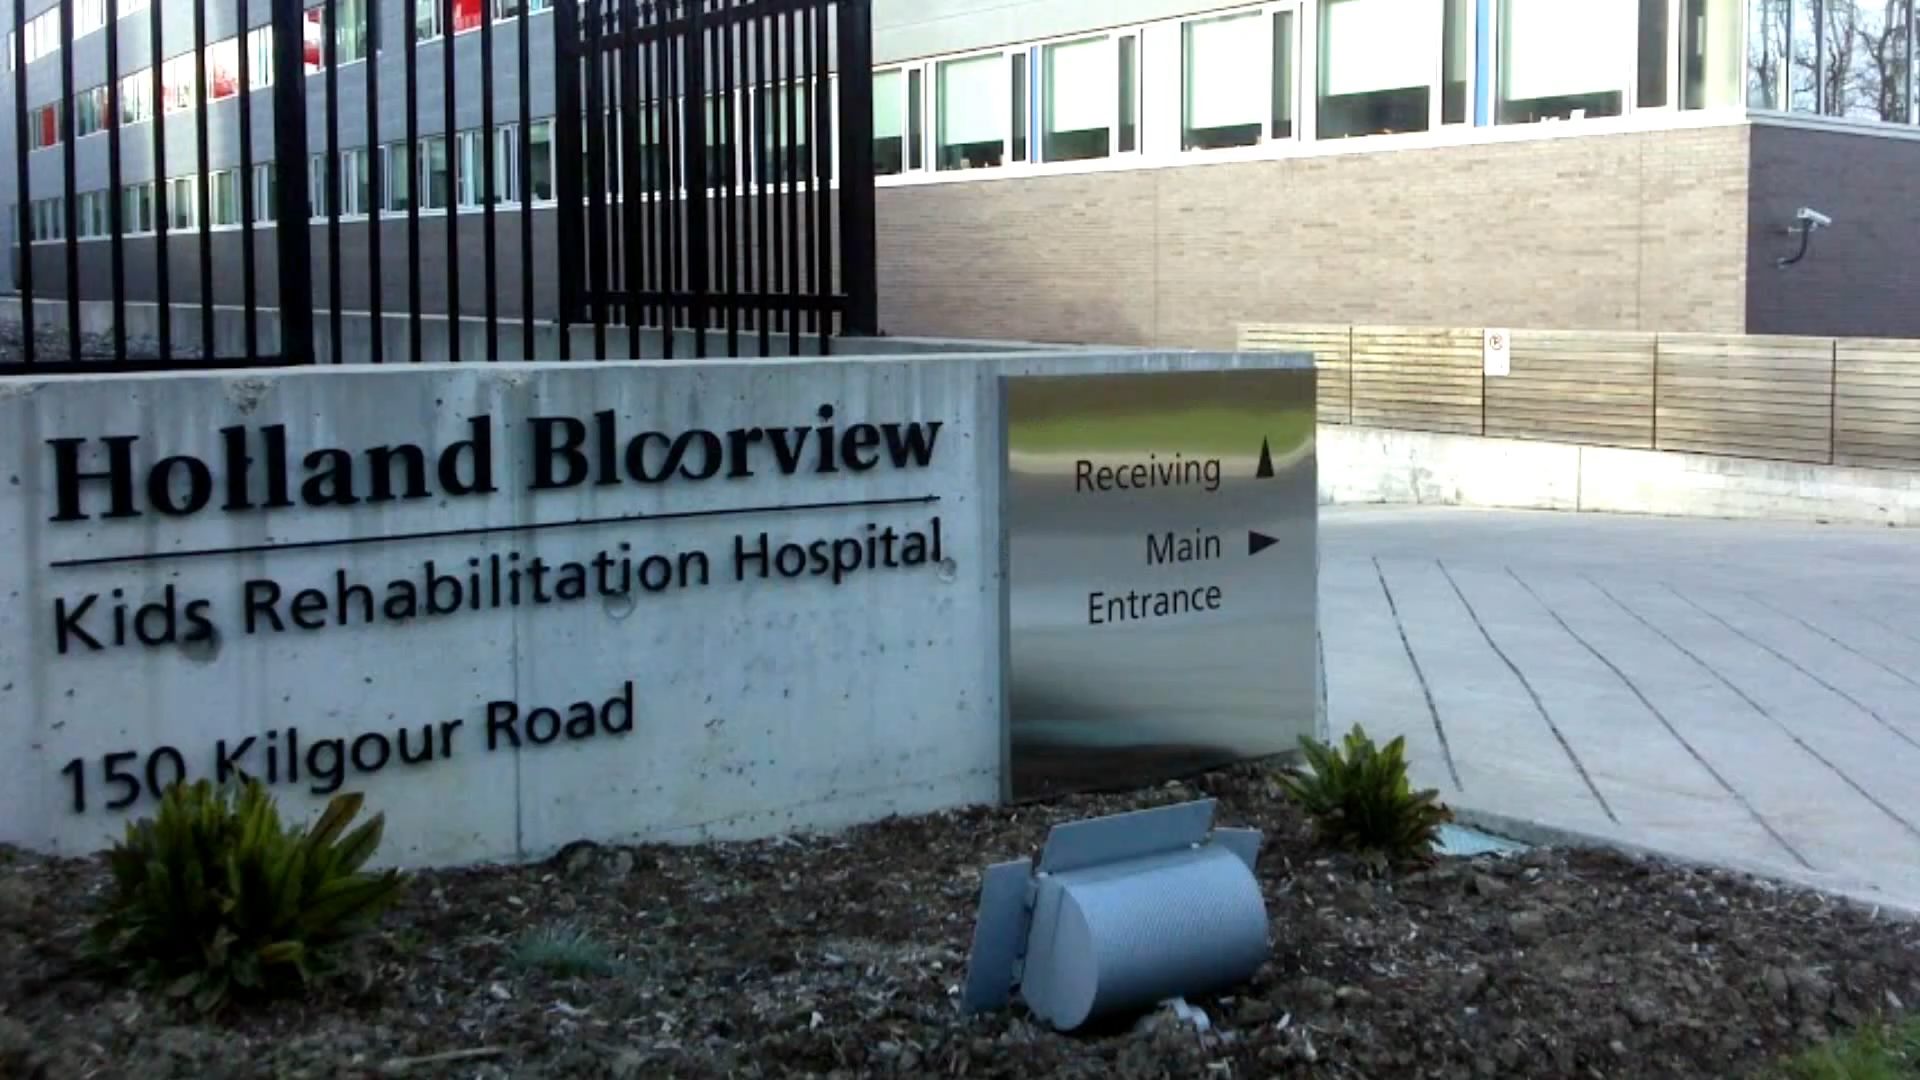 Holland Bloorview
Kids Rehabilitation Hospital
150 Kilgour Road
Receiving ▲
Main ►
Entrance